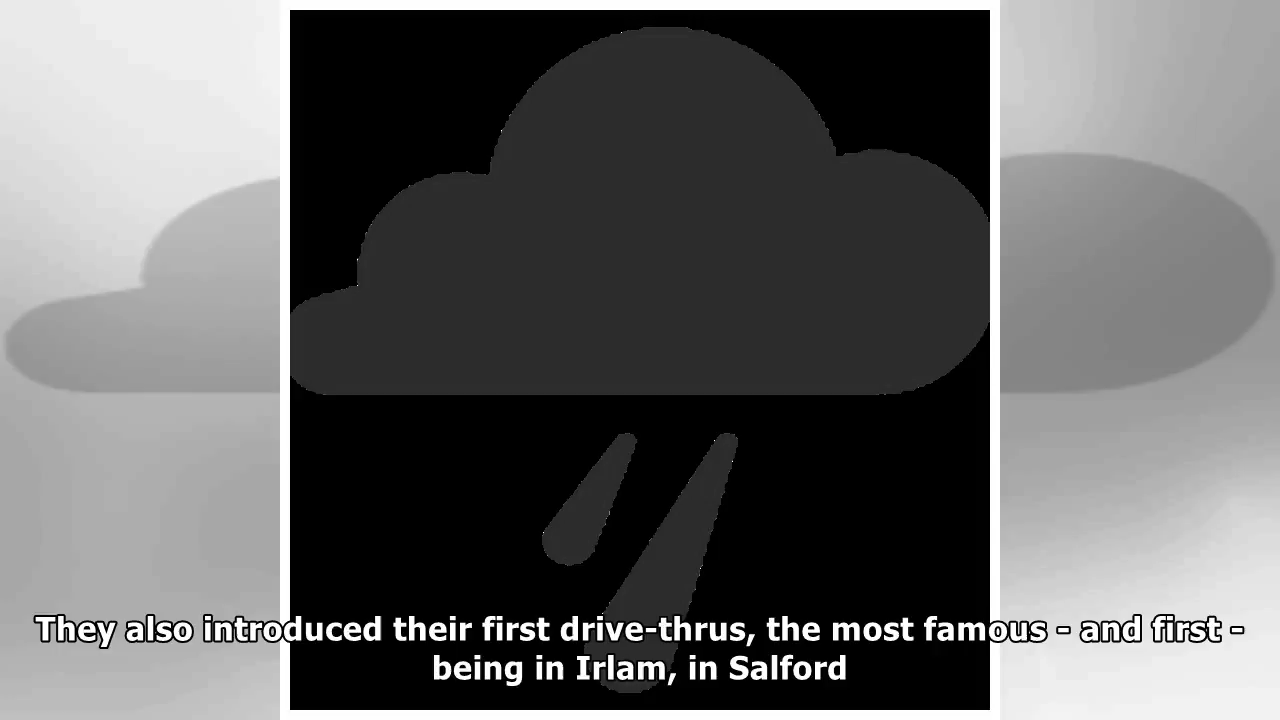 They also introduced their first drive-thrus, the most famous - and first -
being in Irlam, in Salford